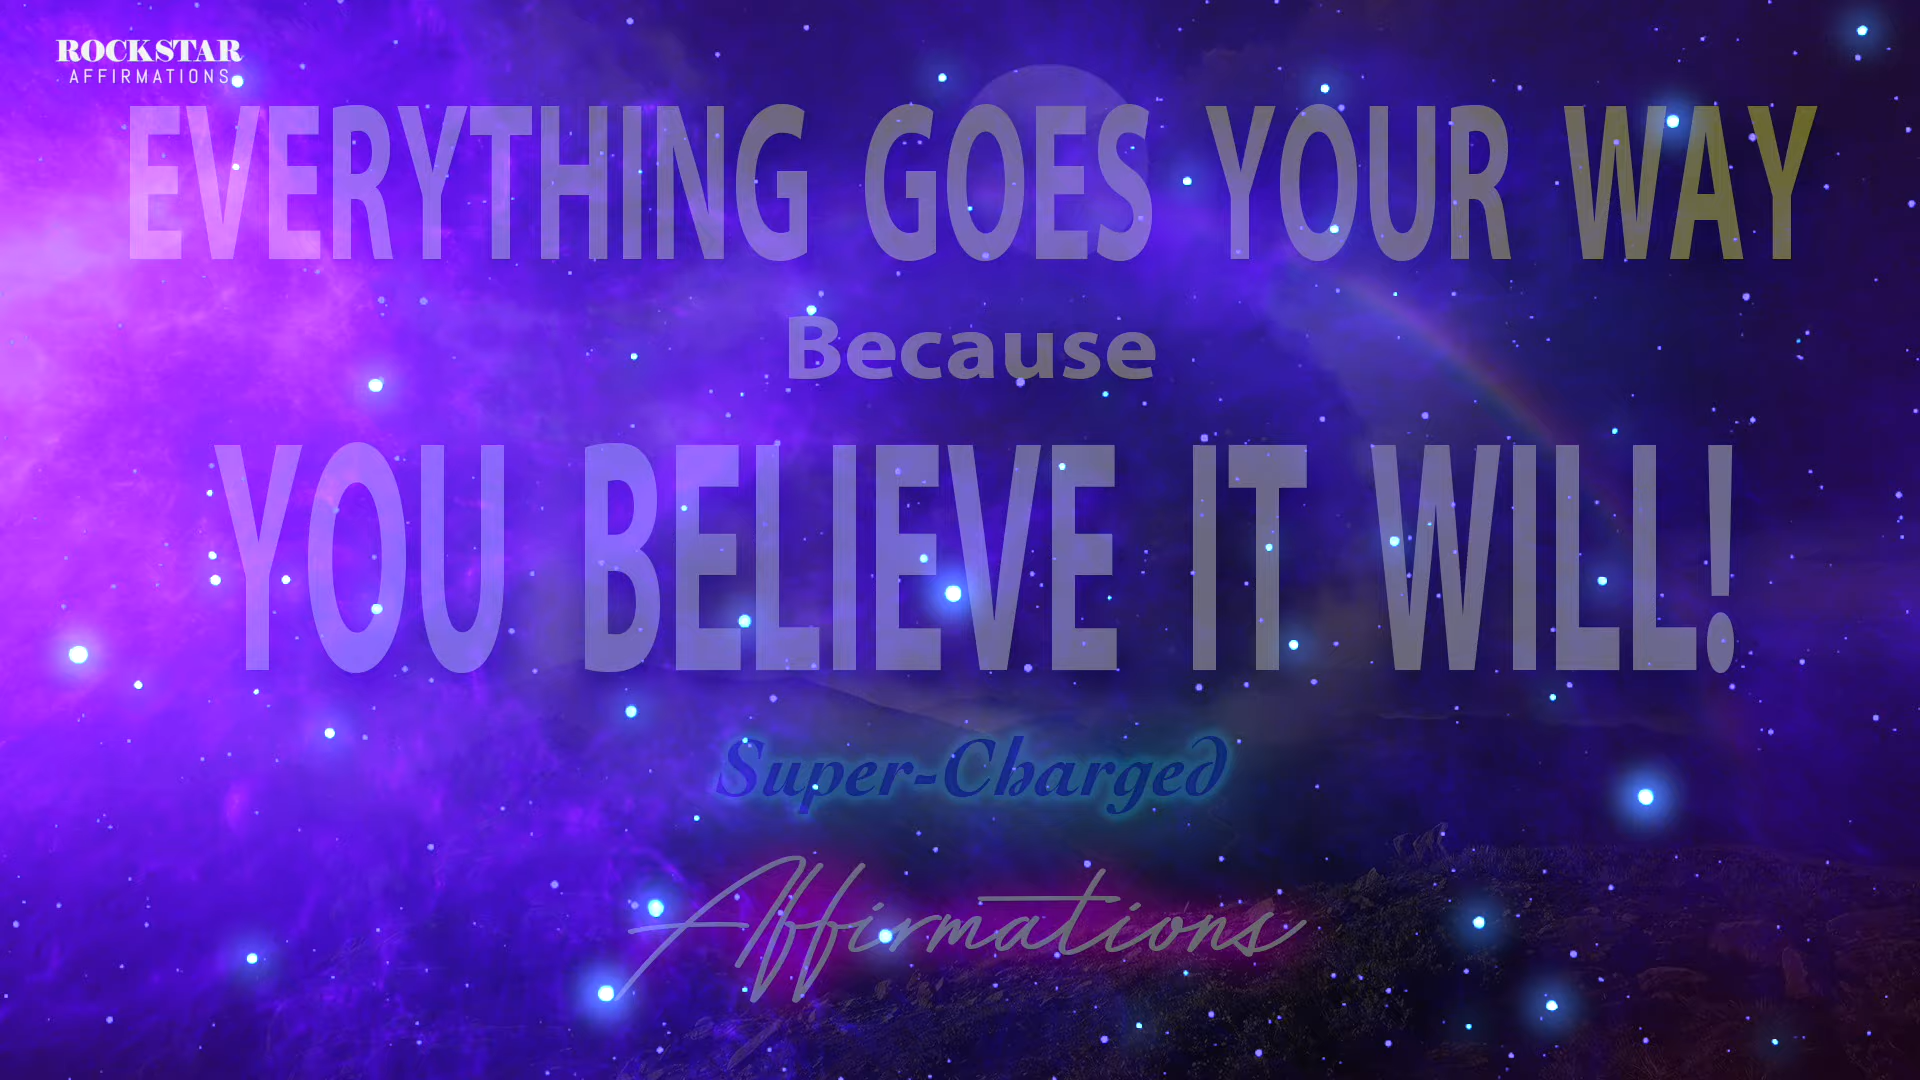 ROCKSTAR
AFFIRMATIONS
EVERYTHING GOES YOUR WAY
Because
YOU BELIEVE IT WILL!
Super-Charged
Affirmations